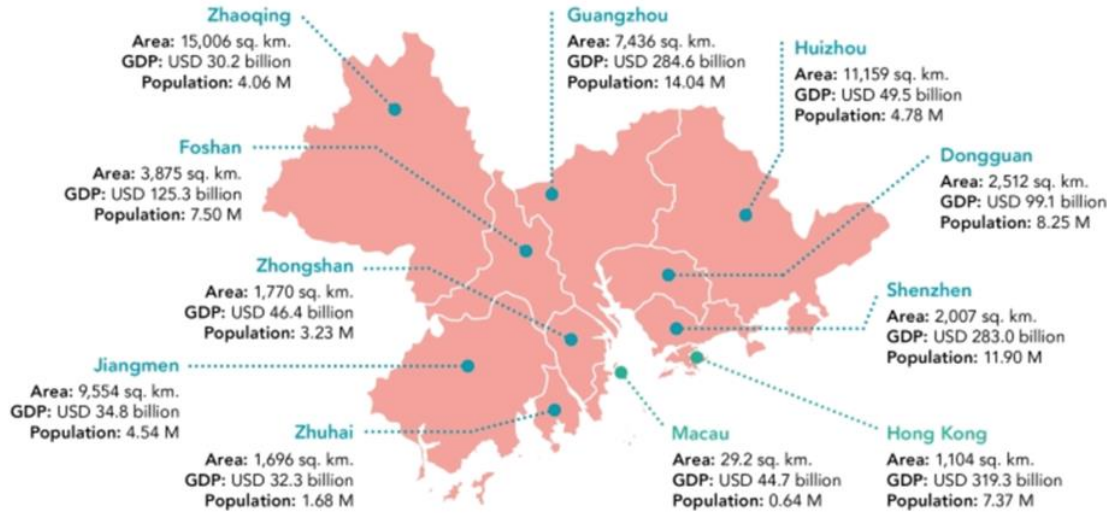 Zhaoqing
Area: 15,006 sq. km.
GDP: USD 30.2 billion
Population: 4.06 M
Guangzhou
Area: 7,436 sq. km.
GDP: USD 284.6 billion
Population: 14.04 M
Huizhou
Area: 11,159 sq. km.
GDP: USD 49.5 billion
Population: 4.78 M
Foshan
Area: 3,875 sq. km.
GDP: USD 125.3 billion
Population: 7.50 M
Dongguan
Area: 2,512 sq. km.
GDP: USD 99.1 billion
Population: 8.25 M
Zhongshan
Area: 1,770 sq. km.
GDP: USD 46.4 billion
Population: 3.23 M
Shenzhen
Area: 2,007 sq. km.
GDP: USD 283.0 billion
Population: 11.90 M
Jiangmen
Area: 9,554 sq. km.
GDP: USD 34.8 billion
Population: 4.54 M
Zhuhai
Area: 1,696 sq. km.
GDP: USD 32.3 billion
Population: 1.68 M
Macau
Area: 29.2 sq. km.
GDP: USD 44.7 billion
Population: 0.64 M
Hong Kong
Area: 1,104 sq. km.
GDP: USD 319.3 billion
Population: 7.37 M